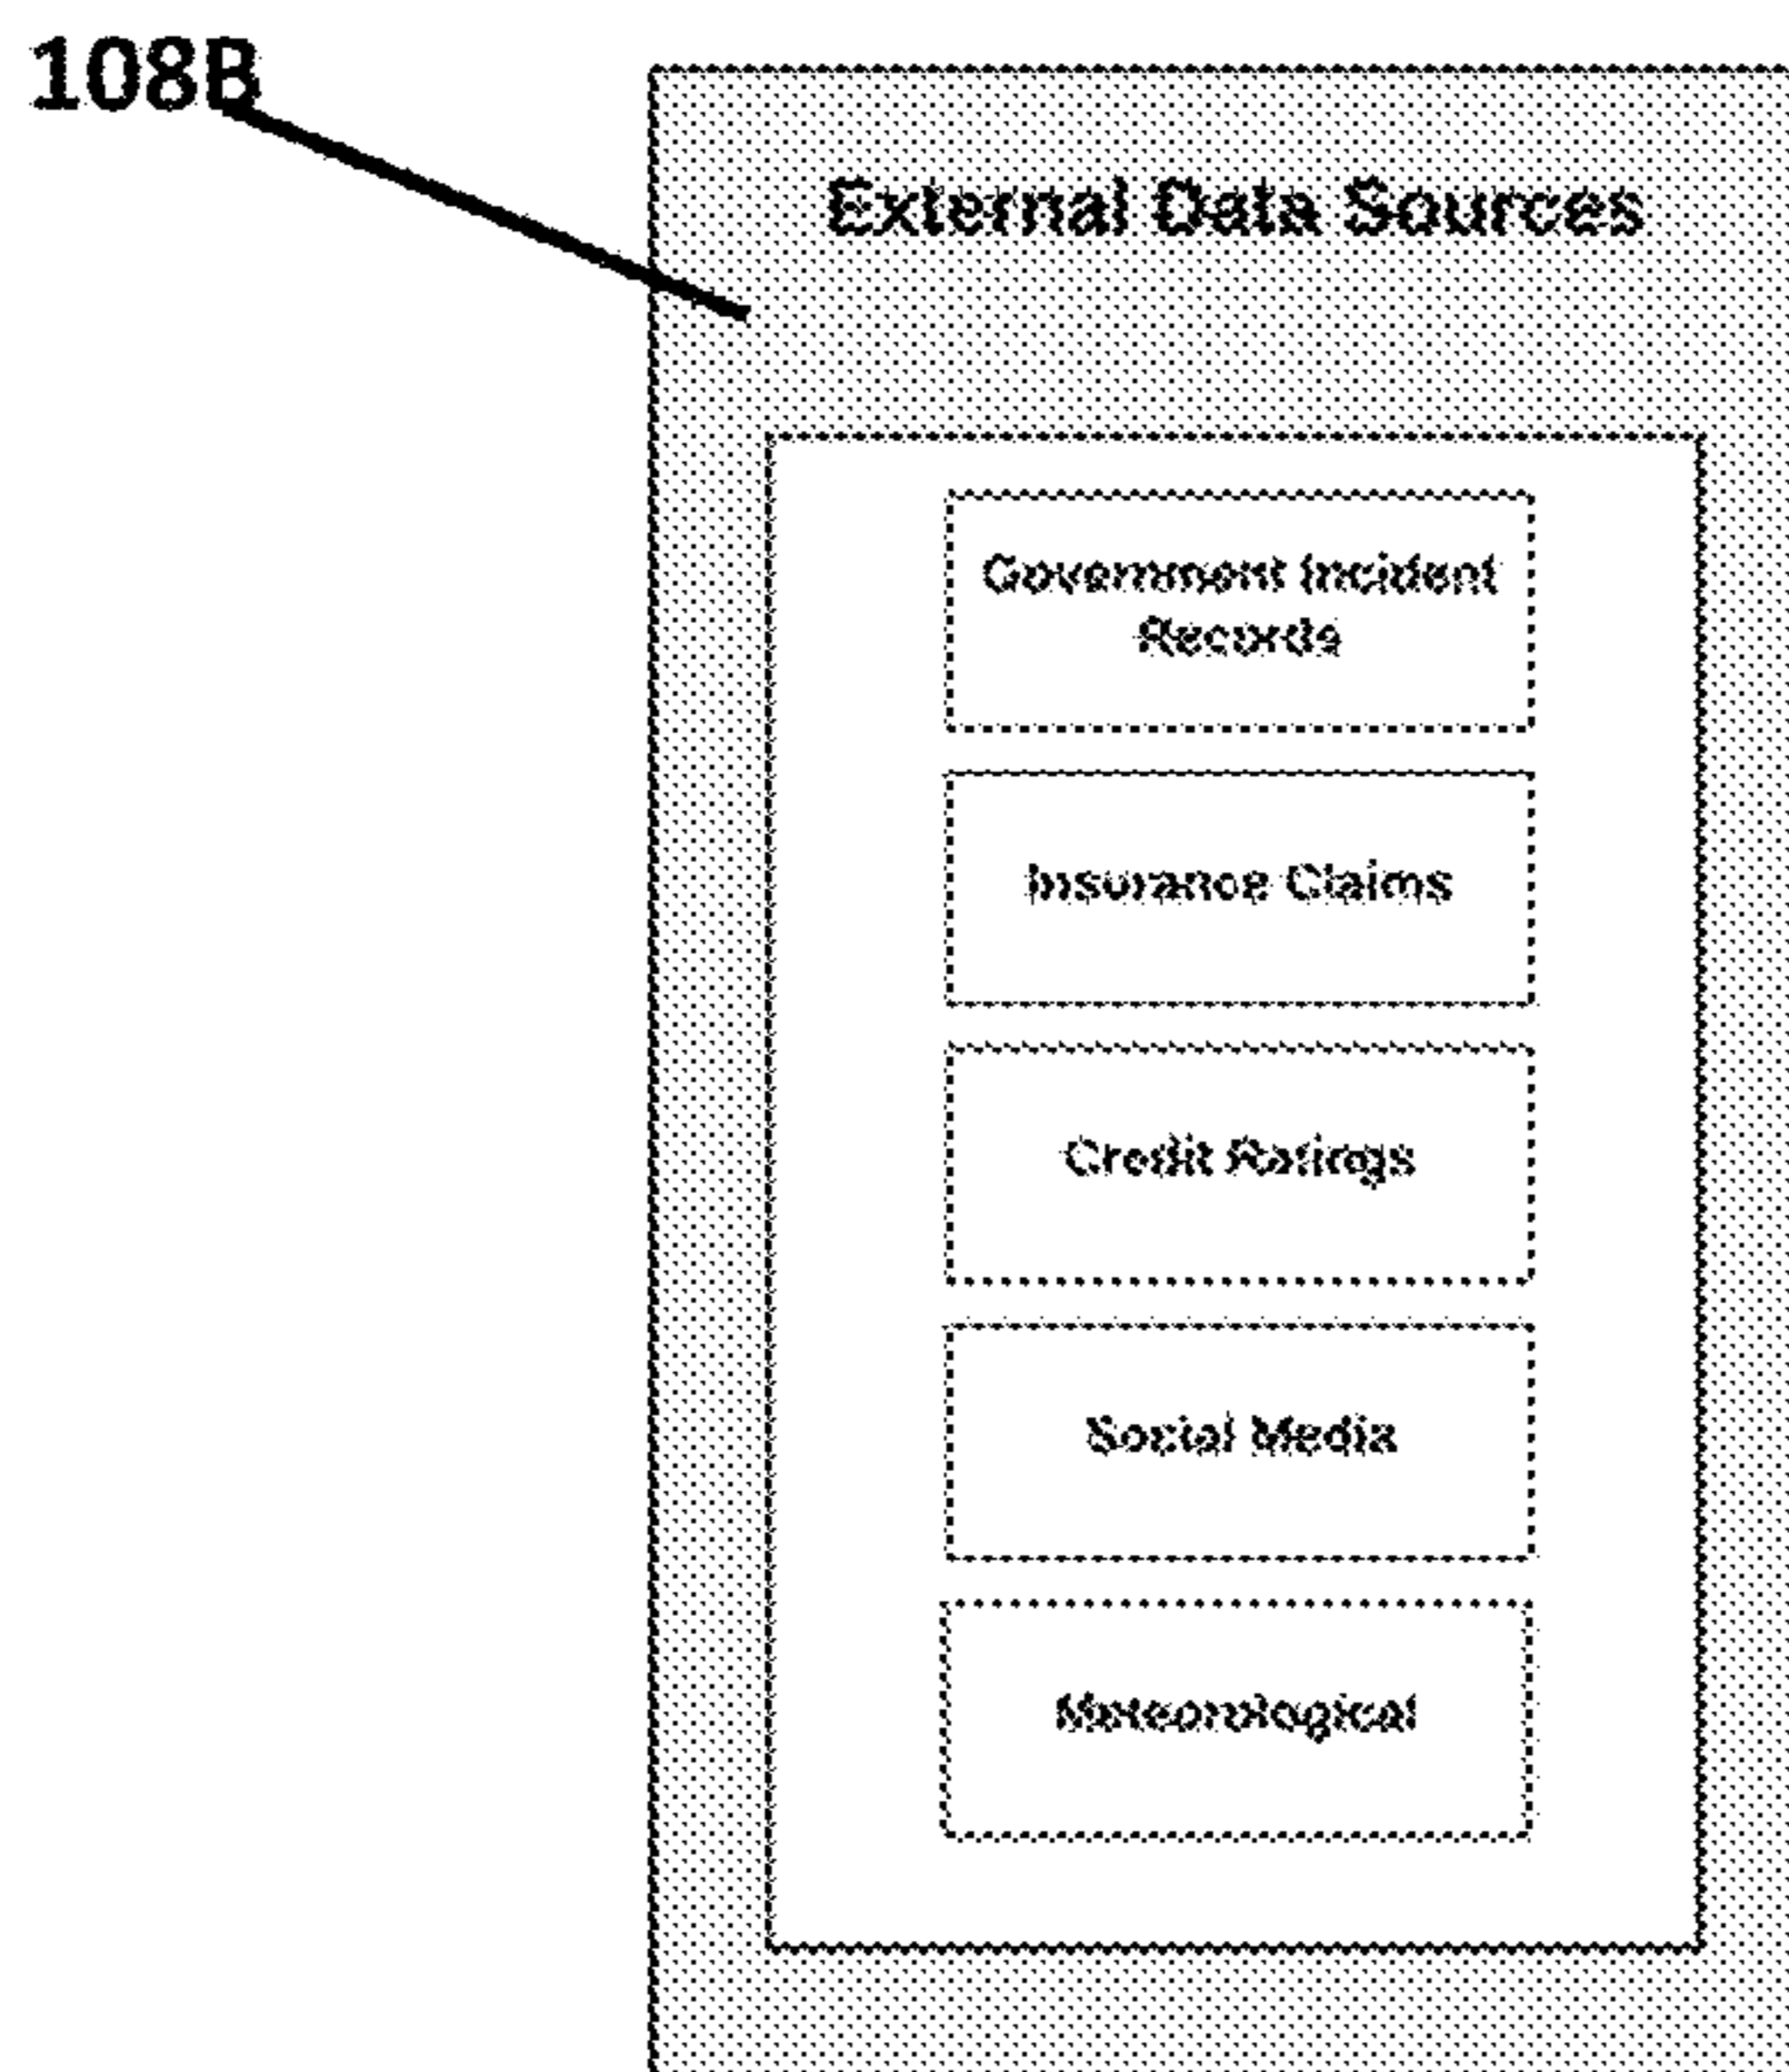 108B
External Data Sources
Government Incident
Records
Insurance Claims
Credit Ratings
Social Media
Meteorological